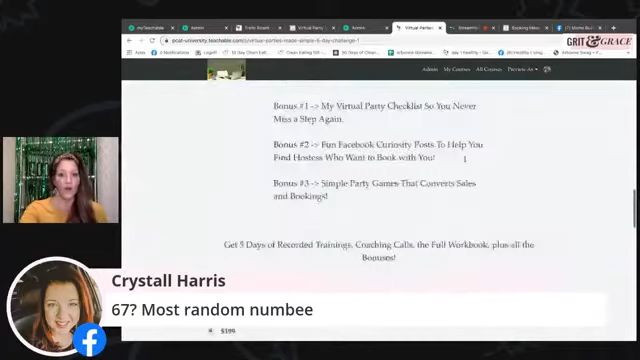 GRIT & GRACE
Admin My Courses All Courses Preview As
Bonus #1 -> My Virtual Party Checklist So You Never
Miss a Step Again.
Bonus #2 -> Fun Facebook Curiosity Posts To Help You
Find Hostess Who Want to Book with You!
Bonus #3 -> Simple Party Games That Converts Sales
and Bookings!
Get 5 Days of Recorded Trainings, Coaching Calls, the Full Workbook, plus all the
Bonuses!
Crystall Harris
67? Most random numbee
$199